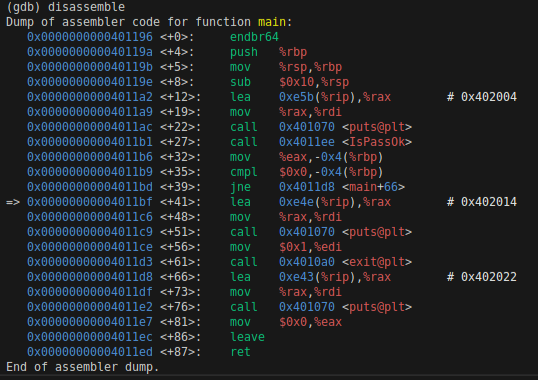 (gdb) disassemble
Dump of assembler code for function main:
   0x0000000000401196 <+0>:     endbr64
   0x000000000040119a <+4>:     push   %rbp
   0x000000000040119b <+5>:     mov    %rsp,%rbp
   0x000000000040119e <+8>:     sub    $0x10,%rsp
   0x00000000004011a2 <+12>:    lea    0xe5b(%rip),%rax        # 0x402004
   0x00000000004011a9 <+19>:    mov    %rax,%rdi
   0x00000000004011ac <+22>:    call   0x401070 <puts@plt>
   0x00000000004011b1 <+27>:    call   0x4011ee <IsPassOk>
   0x00000000004011b6 <+32>:    mov    %eax,-0x4(%rbp)
   0x00000000004011b9 <+35>:    cmpl   $0x0,-0x4(%rbp)
   0x00000000004011bd <+39>:    jne    0x4011d8 <main+66>
=> 0x00000000004011bf <+41>:    lea    0xe4e(%rip),%rax        # 0x402014
   0x00000000004011c6 <+48>:    mov    %rax,%rdi
   0x00000000004011c9 <+51>:    call   0x401070 <puts@plt>
   0x00000000004011ce <+56>:    mov    $0x1,%edi
   0x00000000004011d3 <+61>:    call   0x4010a0 <exit@plt>
   0x00000000004011d8 <+66>:    lea    0xe43(%rip),%rax        # 0x402022
   0x00000000004011df <+73>:    mov    %rax,%rdi
   0x00000000004011e2 <+76>:    call   0x401070 <puts@plt>
   0x00000000004011e7 <+81>:    mov    $0x0,%eax
   0x00000000004011ec <+86>:    leave
   0x00000000004011ed <+87>:    ret
End of assembler dump.